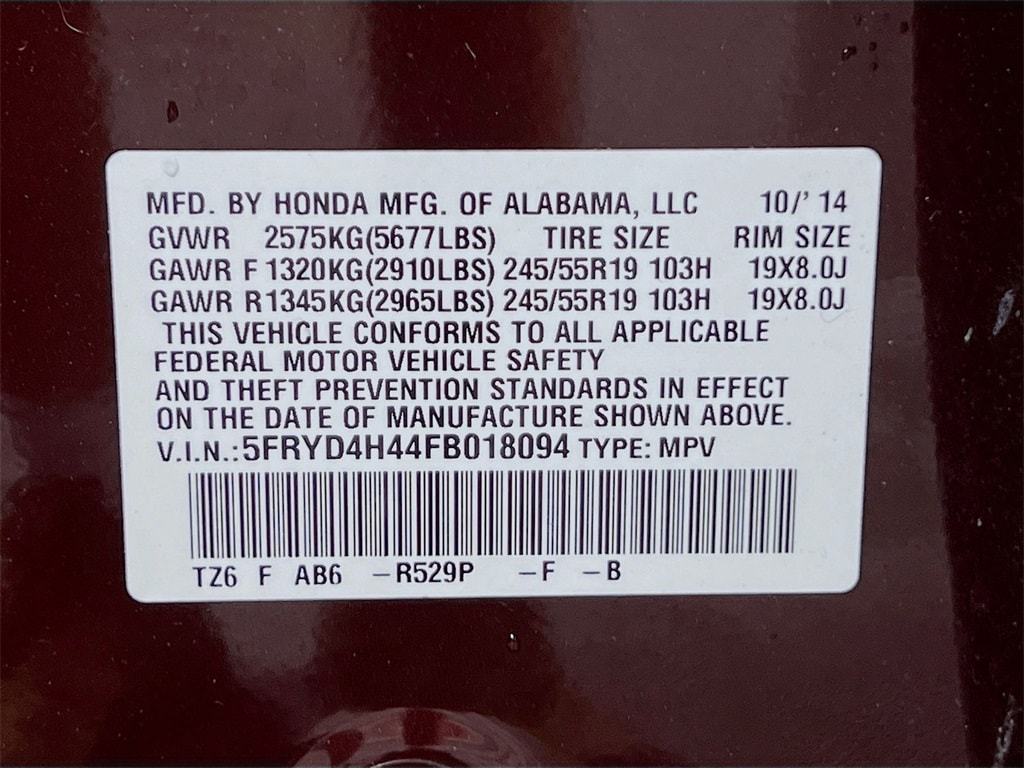 MFD. BY HONDA MFG. OF ALABAMA, LLC 10/' 14
GVWR 2575KG(5677LBS) TIRE SIZE RIM SIZE
GAWR F 1320KG(2910LBS) 245/55R19 103H 19X8.0J
GAWR R1345KG(2965LBS) 245/55R19 103H 19X8.0J
THIS VEHICLE CONFORMS TO ALL APPLICABLE
FEDERAL MOTOR VEHICLE SAFETY
AND THEFT PREVENTION STANDARDS IN EFFECT
ON THE DATE OF MANUFACTURE SHOWN ABOVE.
V.I.N.:5FRYD4H44FB018094 TYPE: MPV
TZ6 F AB6 –R529P –F –B